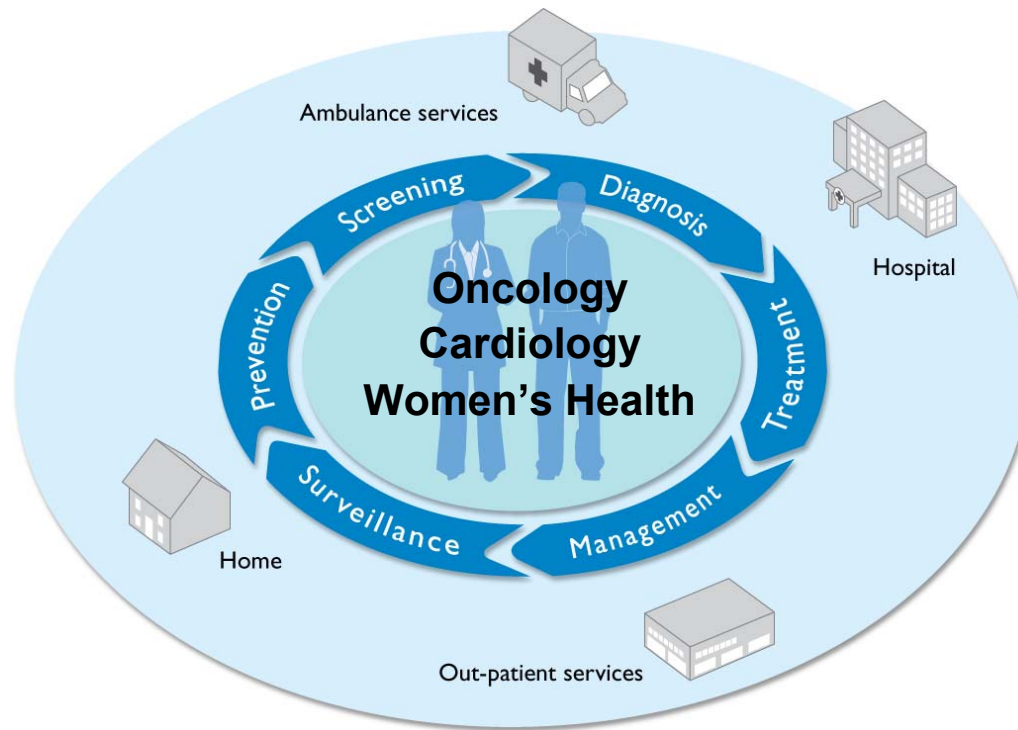 Ambulance services
Screening
Diagnosis
Hospital
Oncology
Cardiology
Women’s Health
Prevention
Treatment
Surveillance
Management
Home
Out-patient services